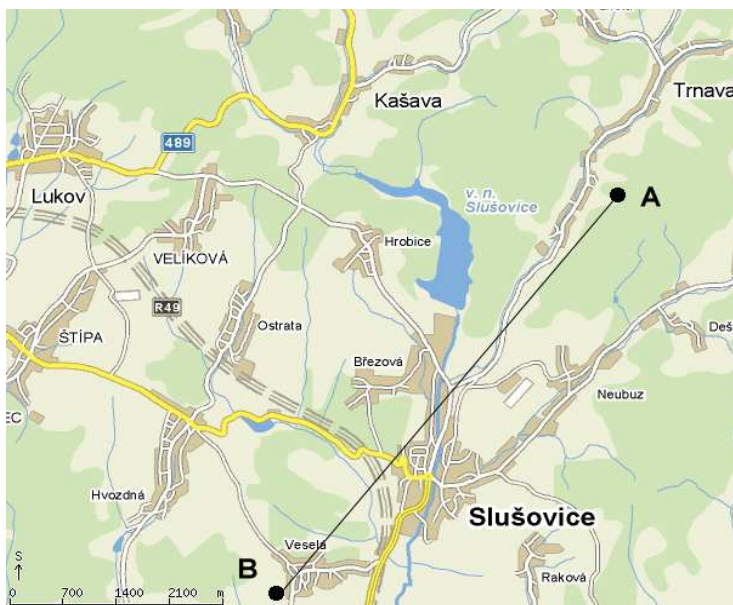 Kašava
Trnava
489
Lukov
v. n.
Slušovice
A
Hrobice
VELÍKOVÁ
R49
Ostrata
ŠTÍPA
Březová
Deš
Neubuz
EC
Hvozdná
Slušovice
Veselá
B
Raková
S
0 700 1400 2100 m